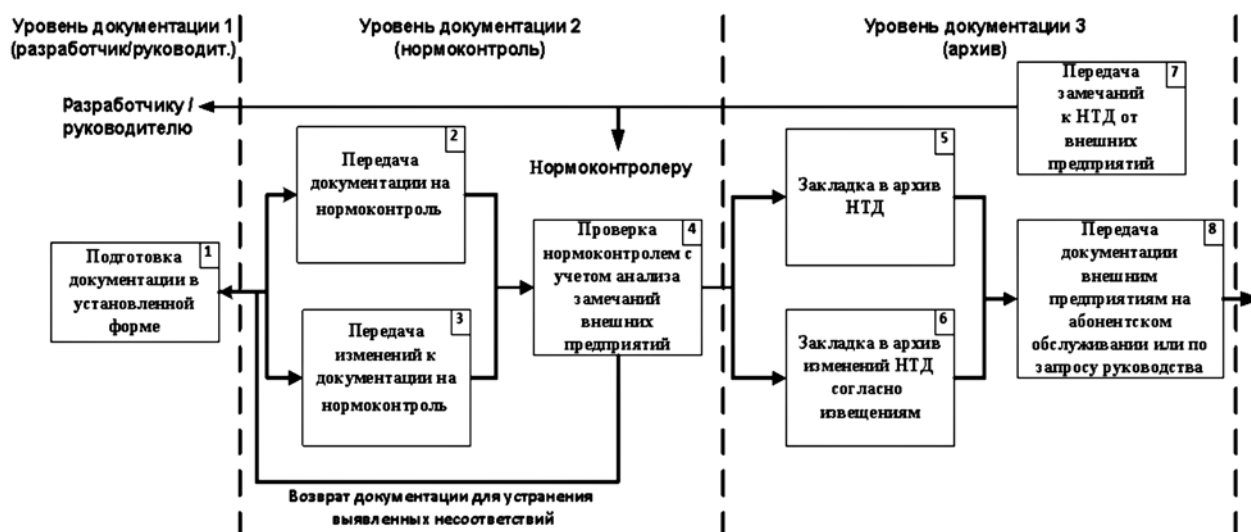 Уровень документации 1
(разработчик/руководит.)
Уровень документации 2
(нормоконтроль)
Уровень документации 3
(архив)
Разработчику /
руководителю
Нормоконтролеру
7
Передача
замечаний
к НТД от
внешних
предприятий
1
Подготовка
документации в
установленной
форме
2
Передача
документации на
нормоконтроль
3
Передача
изменений к
документации на
нормоконтроль
4
Проверка
нормоконтролем с
учетом анализа
замечаний
внешних
предприятий
5
Закладка в архив
НТД
6
Закладка в архив
изменений НТД
согласно
извещениям
8
Передача
документации
внешним
предприятиям на
абонентском
обслуживании или по
запросу руководства
Возврат документации для устранения
выявленных несоответствий